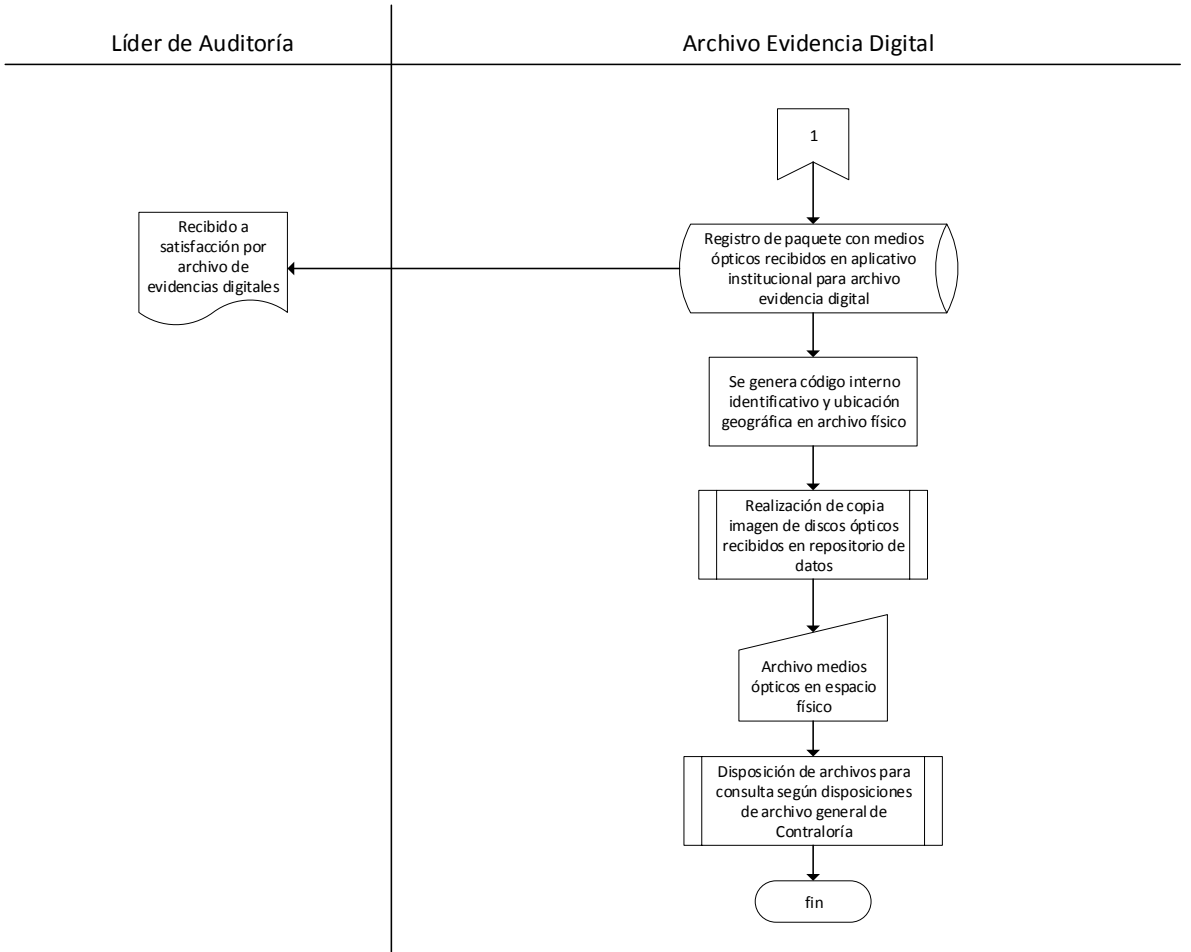 Líder de Auditoría
Archivo Evidencia Digital
1
Recibido a
satisfacción por
archivo de
evidencias digitales
Registro de paquete con medios
ópticos recibidos en aplicativo
institucional para archivo
evidencia digital
Se genera código interno
identificativo y ubicación
geográfica en archivo físico
Realización de copia
imagen de discos ópticos
recibidos en repositorio de
datos
Archivo medios
ópticos en espacio
físico
Disposición de archivos para
consulta según disposiciones
de archivo general de
Contraloría
fin